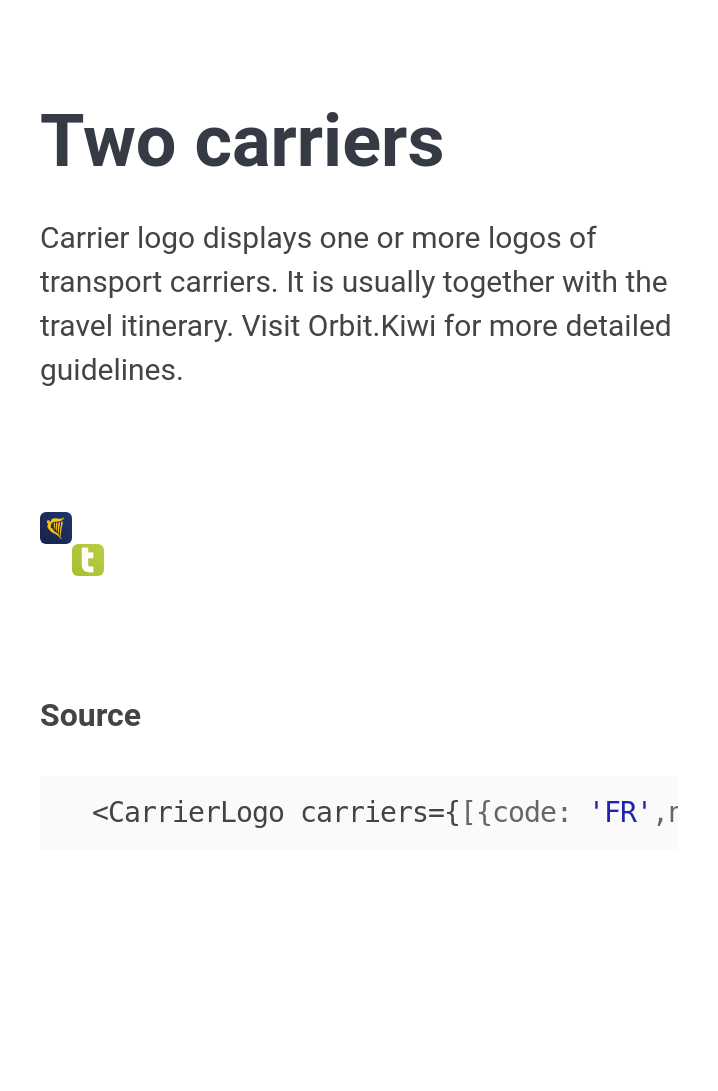 Two carriers
Carrier logo displays one or more logos of
transport carriers. It is usually together with the
travel itinerary. Visit Orbit.Kiwi for more detailed
guidelines.
t
Source
<CarrierLogo carriers={[{code: 'FR',